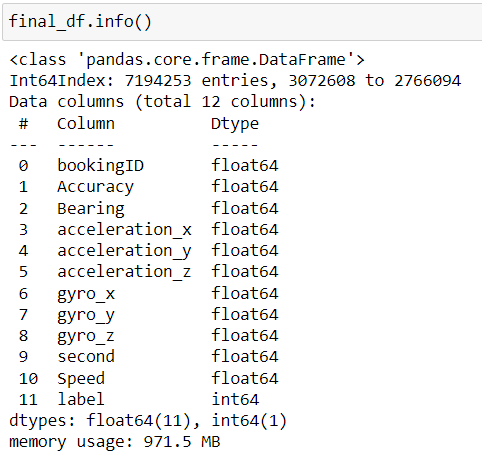 final_df.info()
<class 'pandas.core.frame.DataFrame'>
Int64Index: 7194253 entries, 3072608 to 2766094
Data columns (total 12 columns):
 #   Column          Dtype
---  ------          -----
 0   bookingID       float64
 1   Accuracy        float64
 2   Bearing         float64
 3   acceleration_x  float64
 4   acceleration_y  float64
 5   acceleration_z  float64
 6   gyro_x          float64
 7   gyro_y          float64
 8   gyro_z          float64
 9   second          float64
 10  Speed           float64
 11  label           int64
dtypes: float64(11), int64(1)
memory usage: 971.5 MB